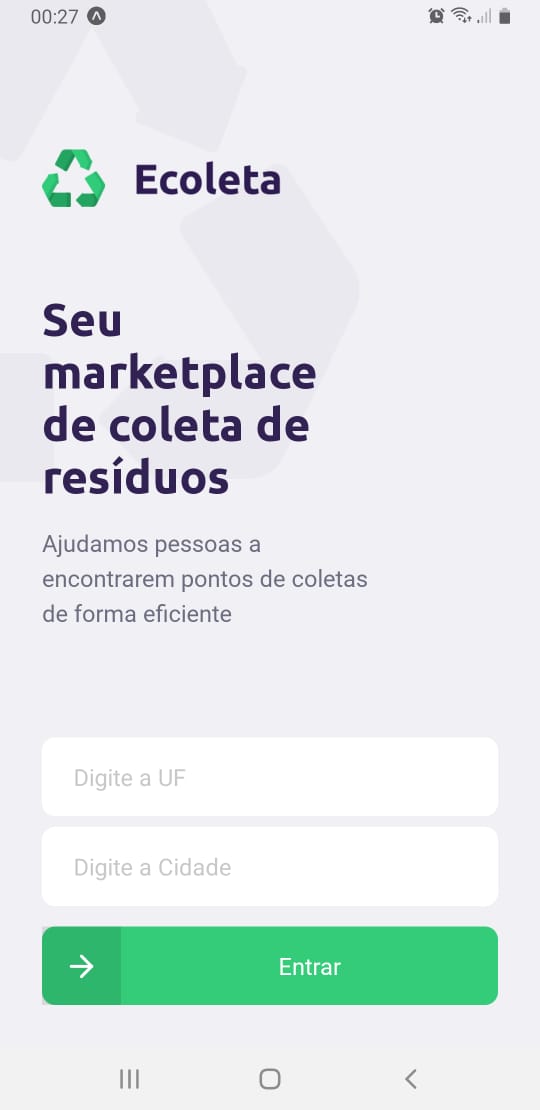 00:27
Ecoleta
Seu
marketplace
de coleta de
resíduos
Ajudamos pessoas a
encontrarem pontos de coletas
de forma eficiente
Digite a UF
Digite a Cidade
Entrar